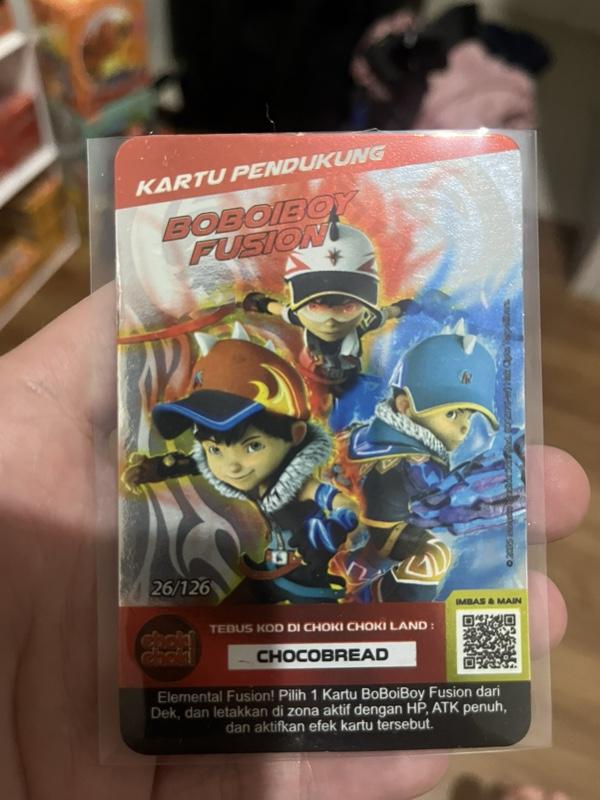 KARTU PENDUKUNG
BOBOIBOY
FUSION
26/126
IMBAS & MAIN
choki
choki
TEBUS KOD DI CHOKI CHOKI LAND :
CHOCOBREAD
Elemental Fusion! Pilih 1 Kartu BoBoiBoy Fusion dari
Dek, dan letakkan di zona aktif dengan HP, ATK penuh,
dan aktifkan efek kartu tersebut.